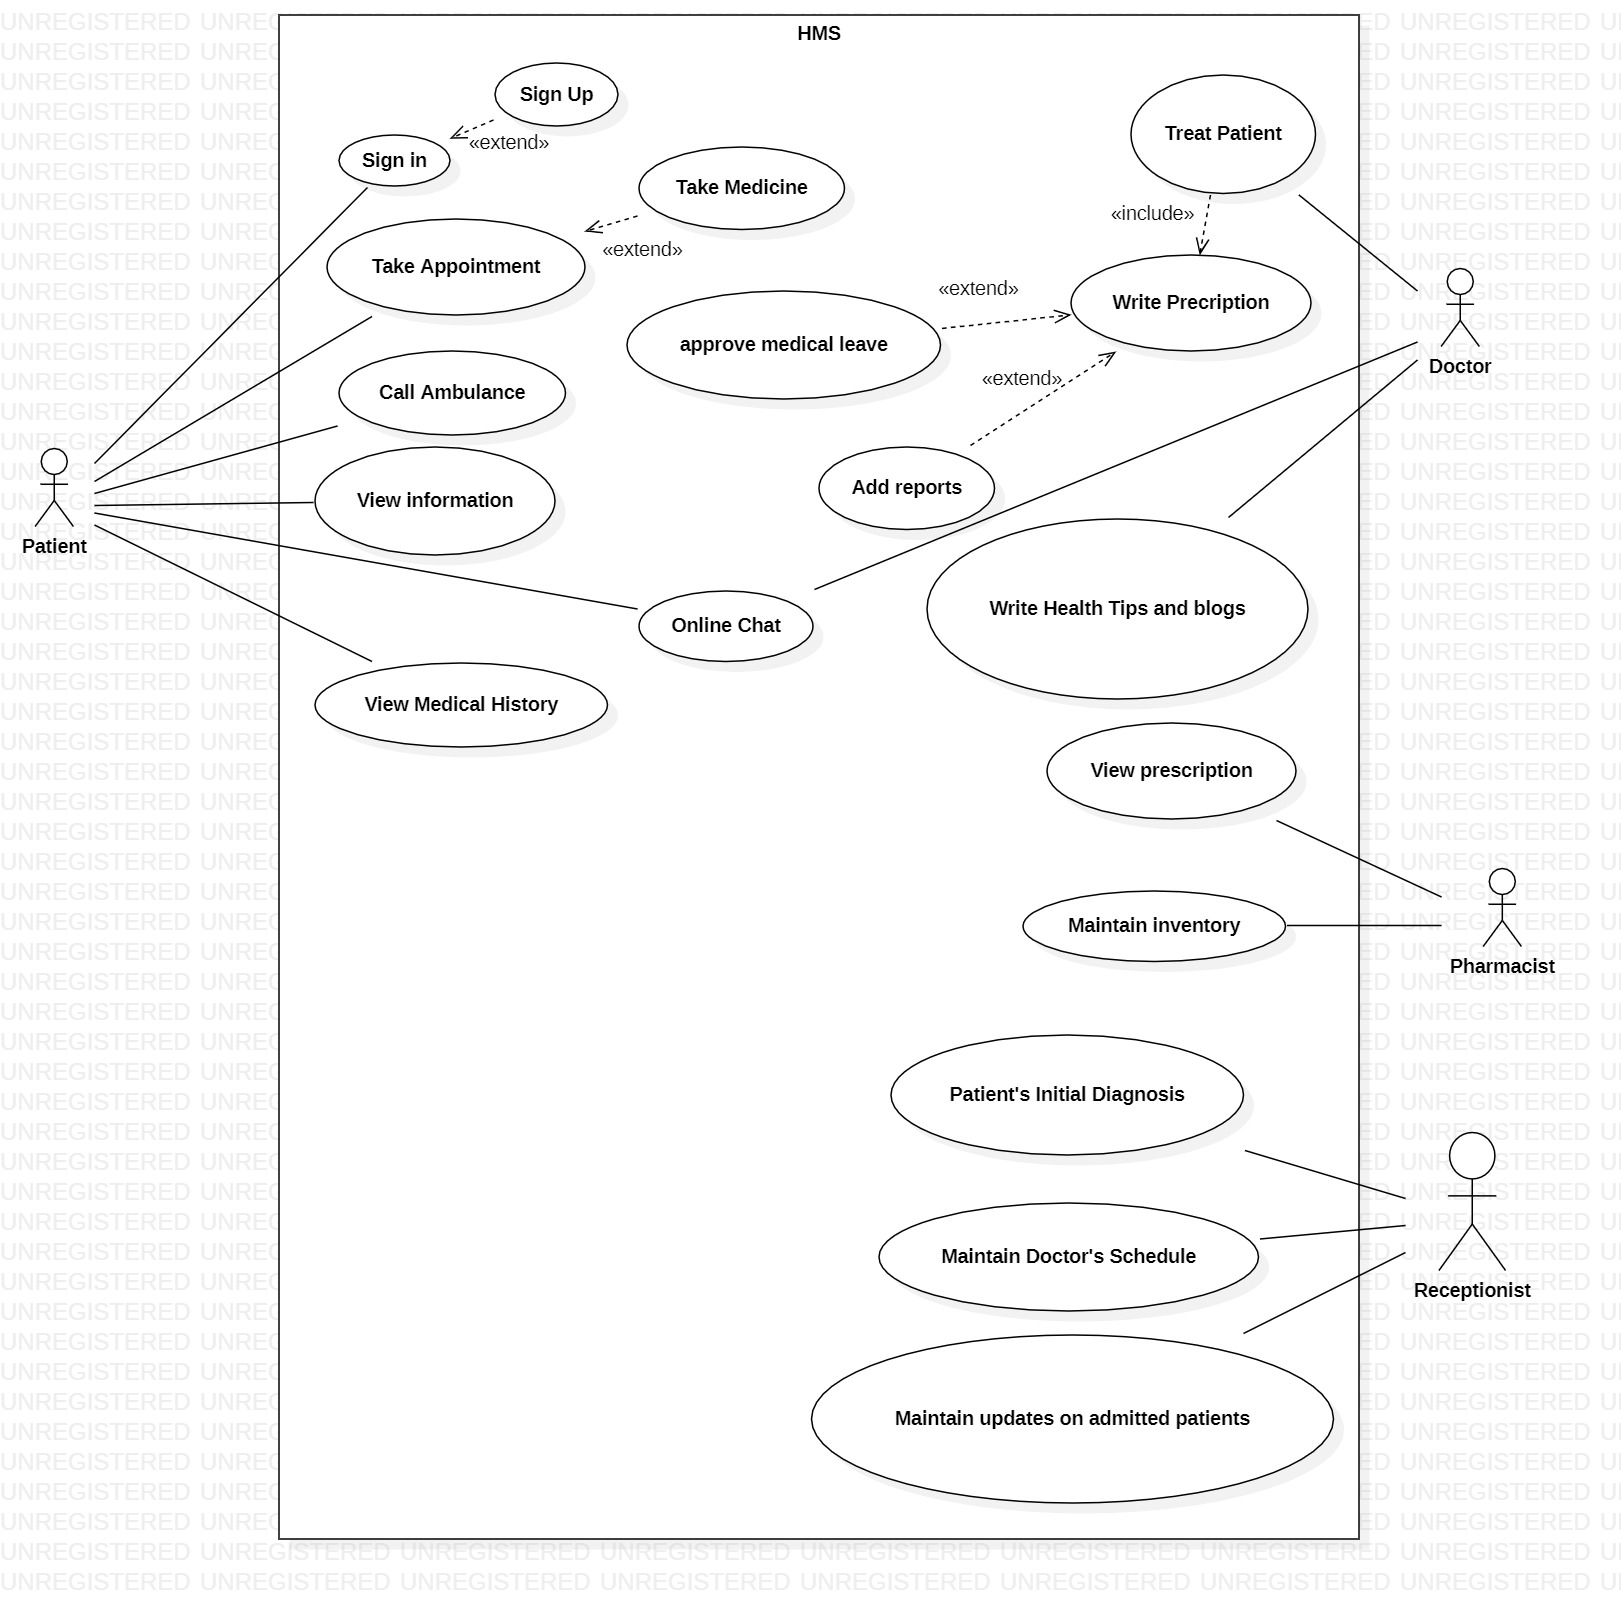 HMS
Sign Up
«extend»
Sign in
Take Medicine
«extend»
Take Appointment
Treat Patient
«include»
«extend»
Write Precription
approve medical leave
«extend»
Doctor
Call Ambulance
Add reports
View information
Patient
Online Chat
Write Health Tips and blogs
View Medical History
View prescription
Maintain inventory
Pharmacist
Patient's Initial Diagnosis
Maintain Doctor's Schedule
Receptionist
Maintain updates on admitted patients
UNREGISTERED UNREGISTERED UNREGISTERED UNREGISTERED UNREGISTERED UNREGISTERED UNREGISTERED UNREGISTERED